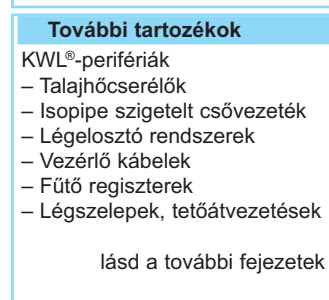 További tartozékok
KWL®-perifériák
– Talajhőcserélők
– Isopipe szigetelt csővezeték
– Légelosztó rendszerek
– Vezérlő kábelek
– Fűtő regiszterek
– Légszelepek, tetőátvezetések
lásd a további fejezetek